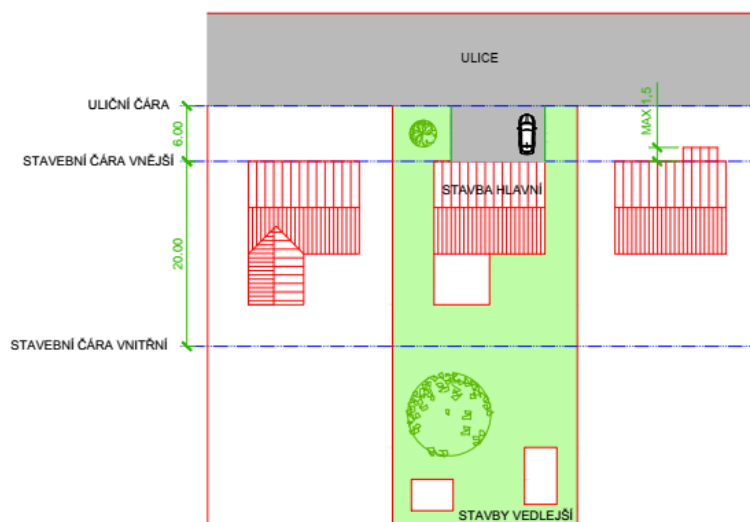 ULICE
ULIČNÍ ČÁRA
6.00
MAX 1,5
STAVEBNÍ ČÁRA VNĚJŠÍ
STAVBA HLAVNÍ
20.00
STAVEBNÍ ČÁRA VNITŘNÍ
STAVBY VEDLEJŠÍ